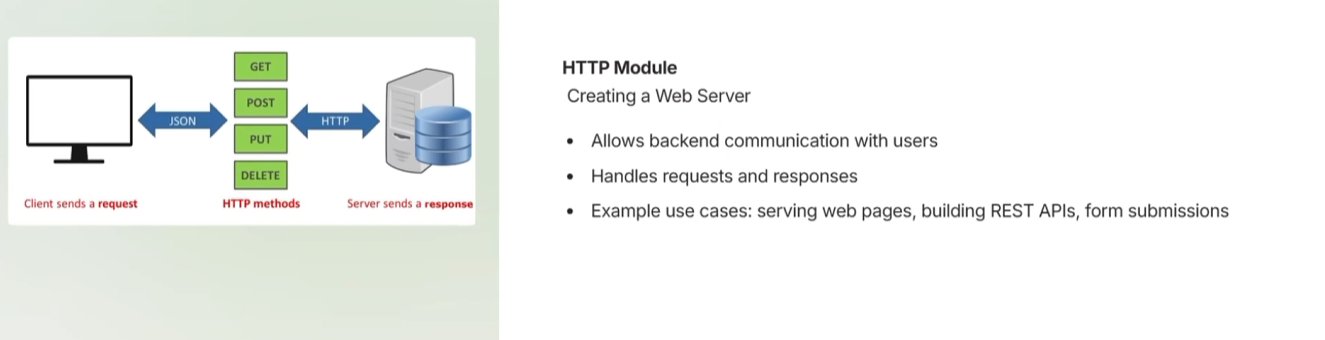 GET
POST
JSON
HTTP
PUT
DELETE
Client sends a request
HTTP methods
Server sends a response
HTTP Module
Creating a Web Server
• Allows backend communication with users
• Handles requests and responses
• Example use cases: serving web pages, building REST APIs, form submissions